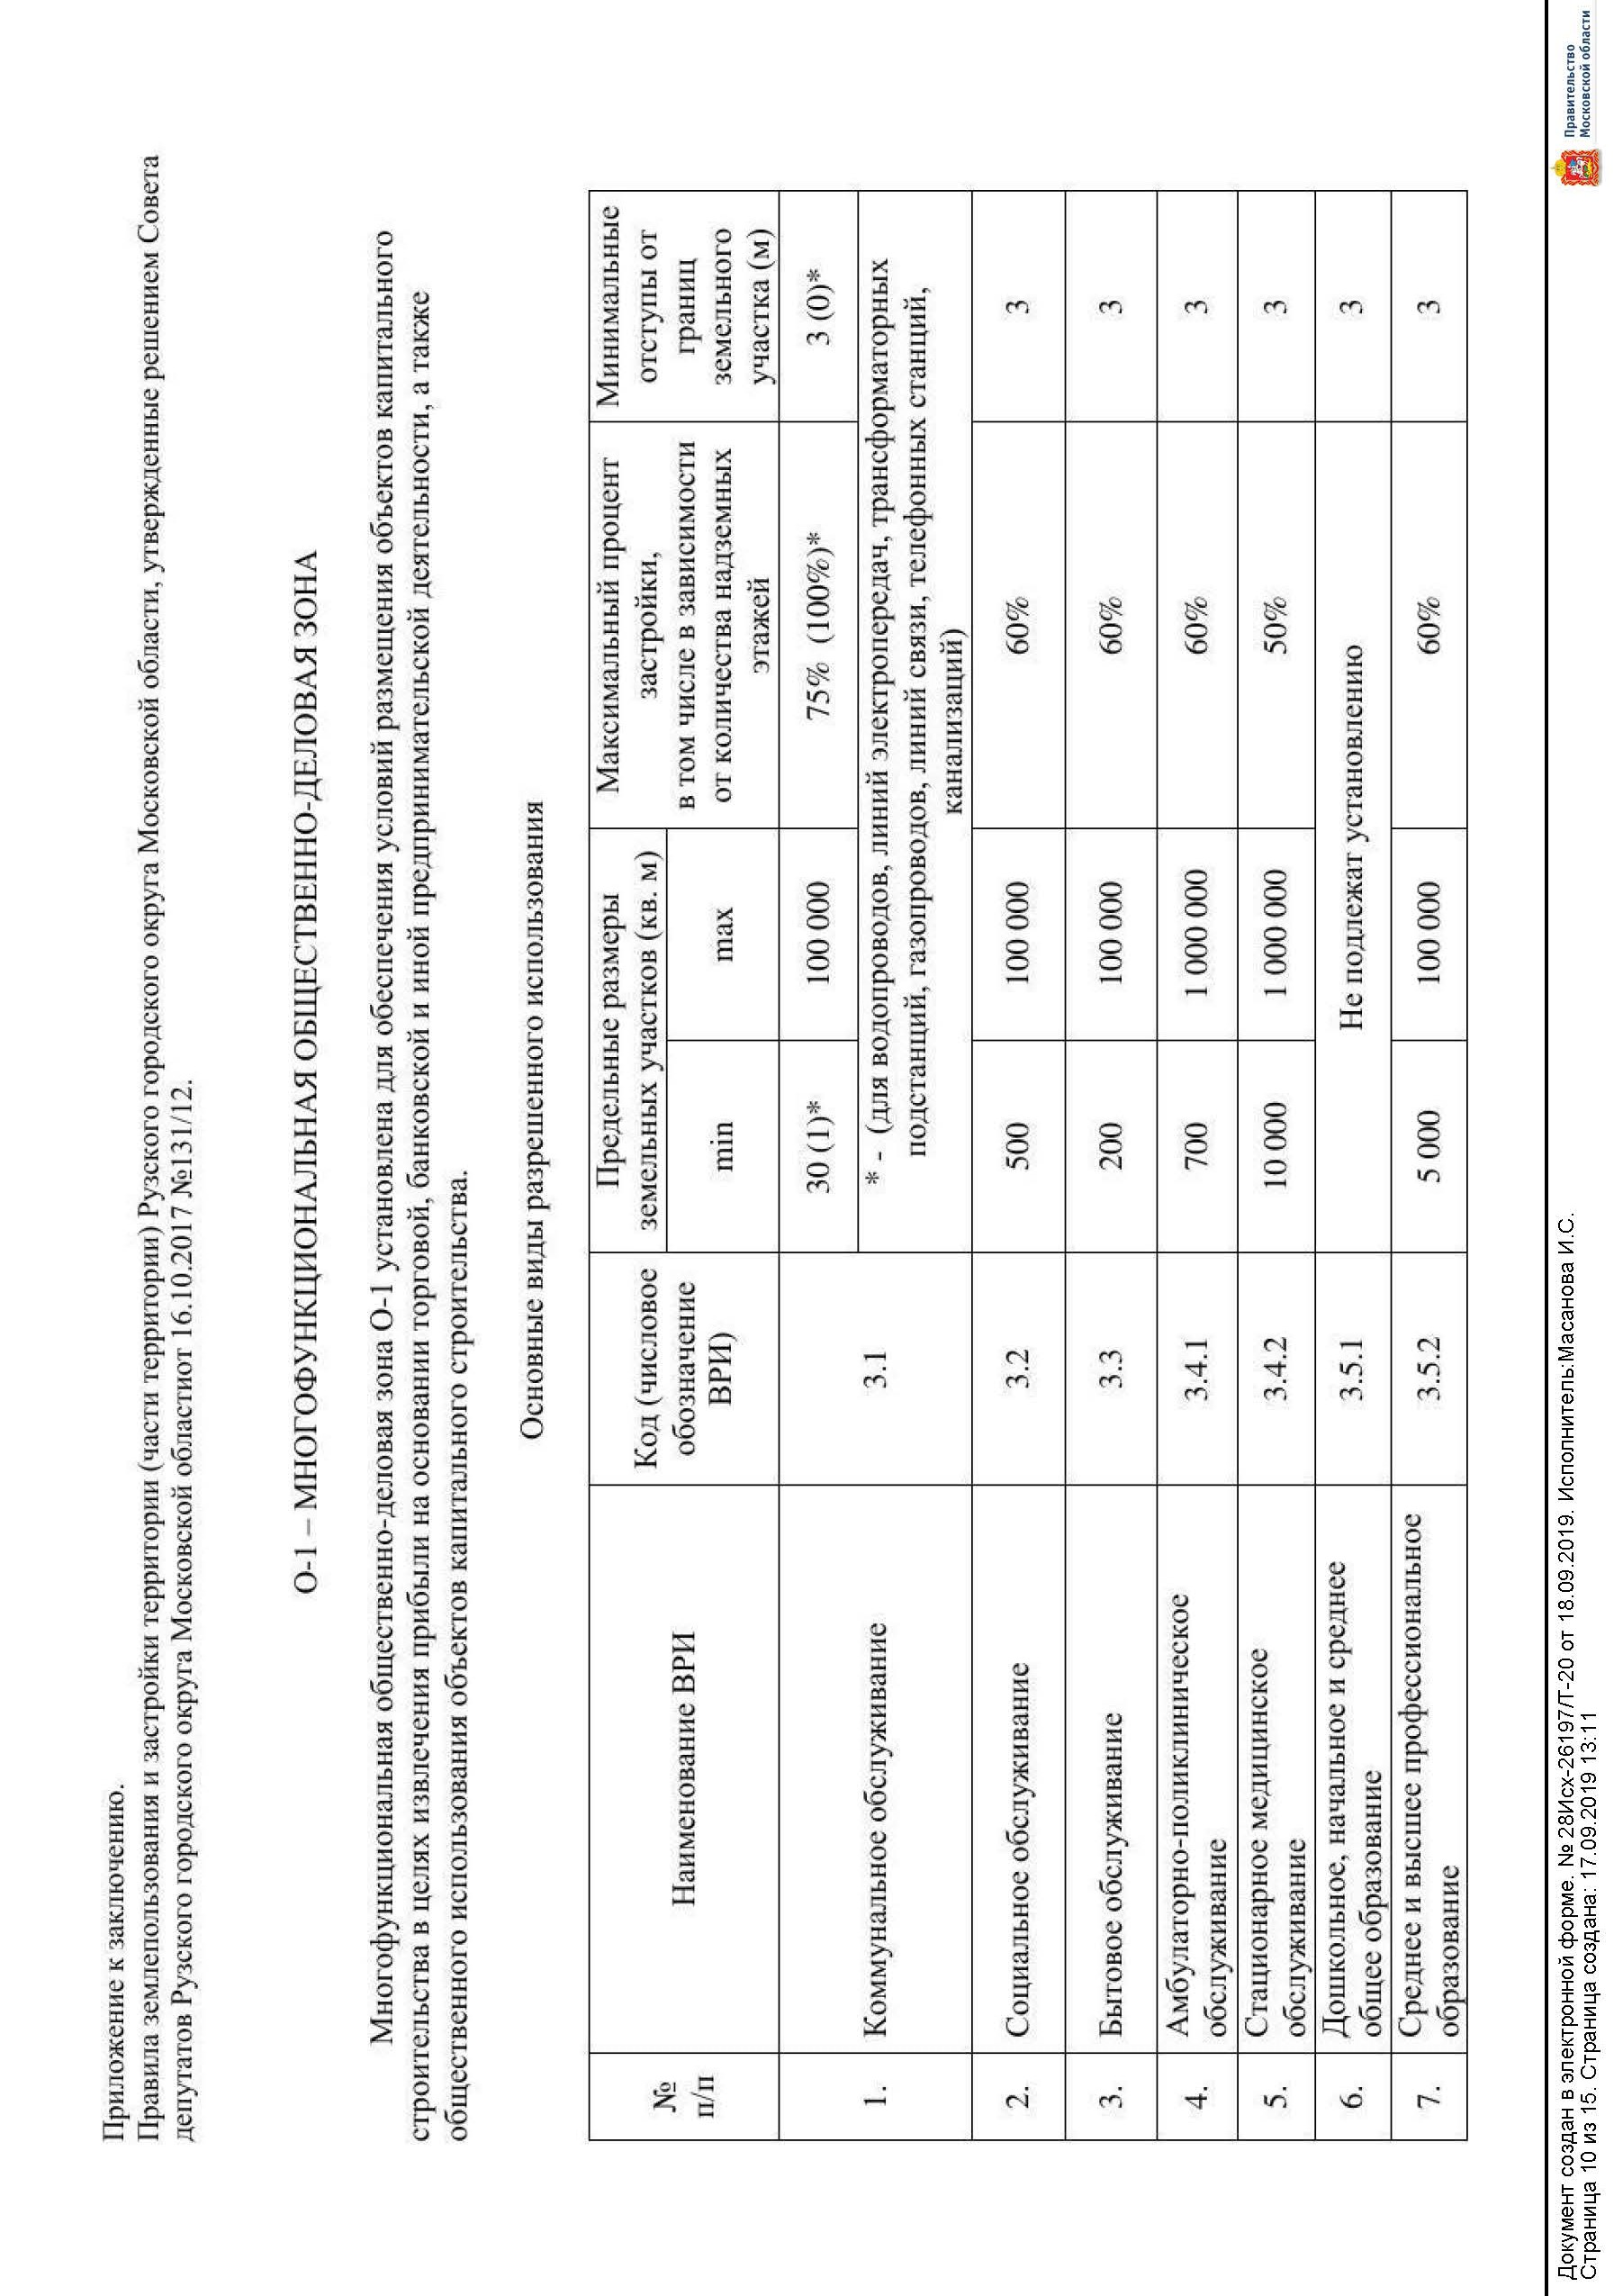 Приложение к заключению.
Правила землепользования и застройки территории (части территории) Рузского городского округа Московской области, утвержденные решением Совета
депутатов Рузского городского округа Московской областиот 16.10.2017 №131/12.
О-1 – МНОГОФУНКЦИОНАЛЬНАЯ ОБЩЕСТВЕННО-ДЕЛОВАЯ ЗОНА
Многофункциональная общественно-деловая зона О-1 установлена для обеспечения условий размещения объектов капитального
строительства в целях извлечения прибыли на основании торговой, банковской и иной предпринимательской деятельности, а также
общественного использования объектов капитального строительства.
Основные виды разрешенного использования
№
п/п
Наименование ВРИ
Код (числовое
обозначение
ВРИ)
Предельные размеры
земельных участков (кв. м)
min
max
Максимальный процент
застройки,
в том числе в зависимости
от количества надземных
этажей
Минимальные
отступы от
границ
земельного
участка (м)
1. Коммунальное обслуживание 3.1 30 (1)* 100 000 75% (100%)* 3 (0)*
* - (для водопроводов, линий электропередач, трансформаторных
подстанций, газопроводов, линий связи, телефонных станций,
канализаций)
2. Социальное обслуживание 3.2 500 100 000 60% 3
3. Бытовое обслуживание 3.3 200 100 000 60% 3
4. Амбулаторно-поликлиническое
обслуживание 3.4.1 700 1 000 000 60% 3
5. Стационарное медицинское
обслуживание 3.4.2 10 000 1 000 000 50% 3
6. Дошкольное, начальное и среднее
общее образование 3.5.1 Не подлежат установлению 3
7. Среднее и высшее профессиональное
образование 3.5.2 5 000 100 000 60% 3
Документ создан в электронной форме. № 28Исх-26197/Т-20 от 18.09.2019. Исполнитель:Масанова И.С.
Страница 10 из 15. Страница создана: 17.09.2019 13:11
Правительство
Московской области